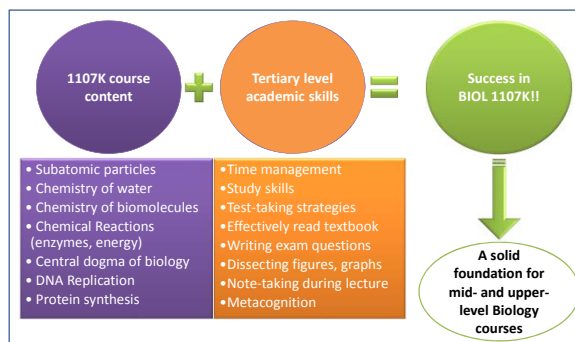 1107K course
content
Tertiary level
academic skills
Success in
BIOL 1107K!!
• Subatomic particles
• Chemistry of water
• Chemistry of biomolecules
• Chemical Reactions
(enzymes, energy)
• Central dogma of biology
• DNA Replication
• Protein synthesis
•Time management
•Study skills
•Test-taking strategies
•Effectively read textbook
•Writing exam questions
•Dissecting figures, graphs
•Note-taking during lecture
•Metacognition
A solid
foundation for
mid- and upper-
level Biology
courses